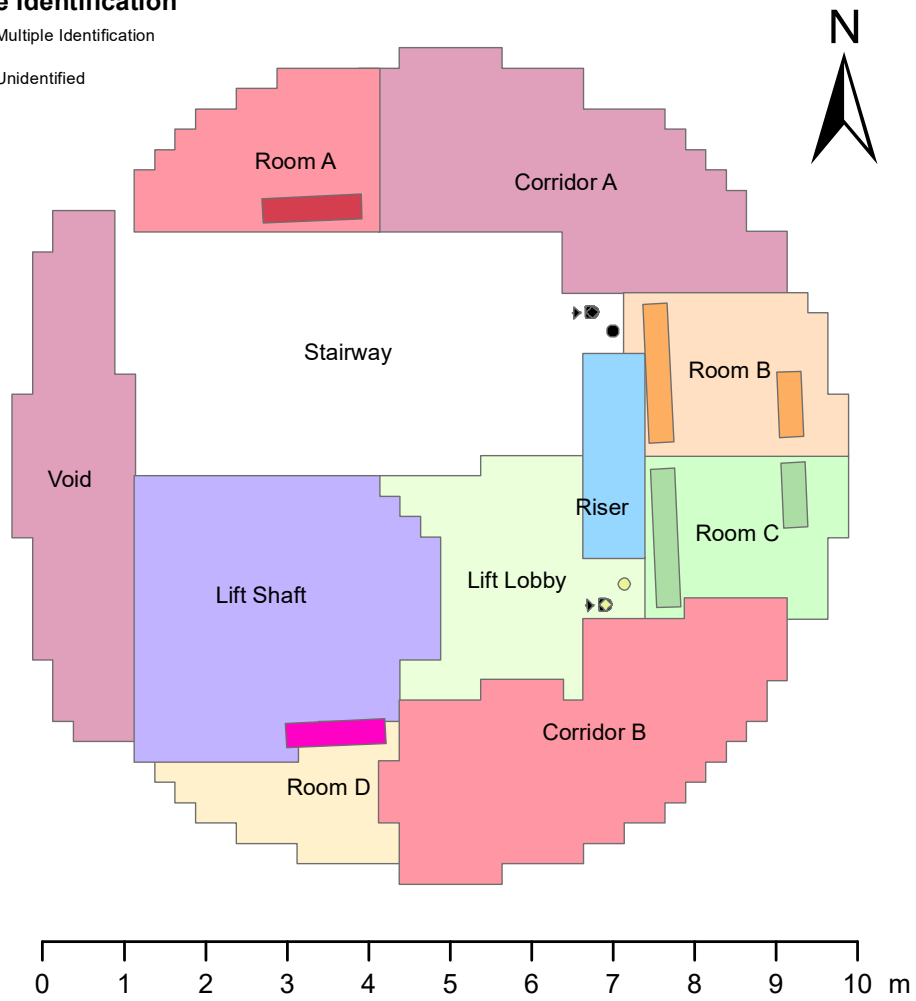 e Identification
Multiple Identification
Unidentified
N
Room A
Corridor A
Stairway
Room B
Void
Riser
Room C
Lift Shaft
Lift Lobby
Corridor B
Room D
0 1 2 3 4 5 6 7 8 9 10 m